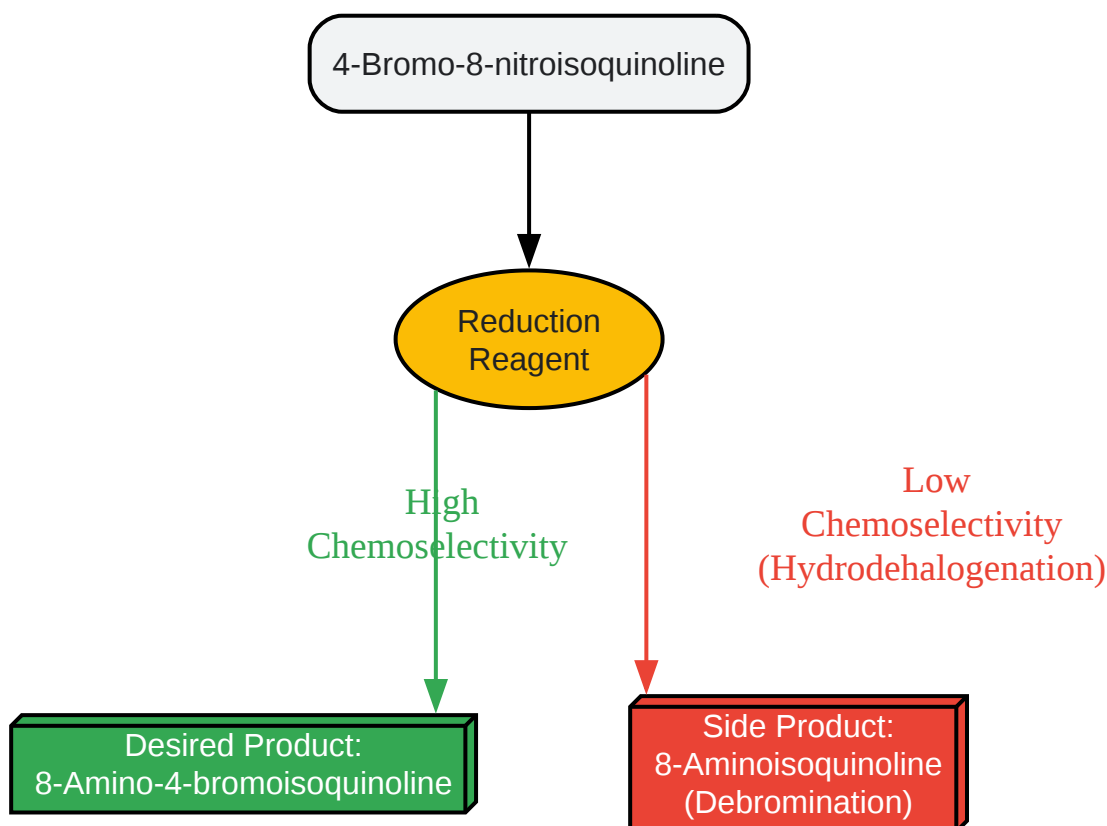 4-Bromo-8-nitroisoquinoline
Reduction
Reagent
High
Chemoselectivity
Low
Chemoselectivity
(Hydrodehalogenation)
Desired Product:
8-Amino-4-bromoisoquinoline
Side Product:
8-Aminoisoquinoline
(Debromination)